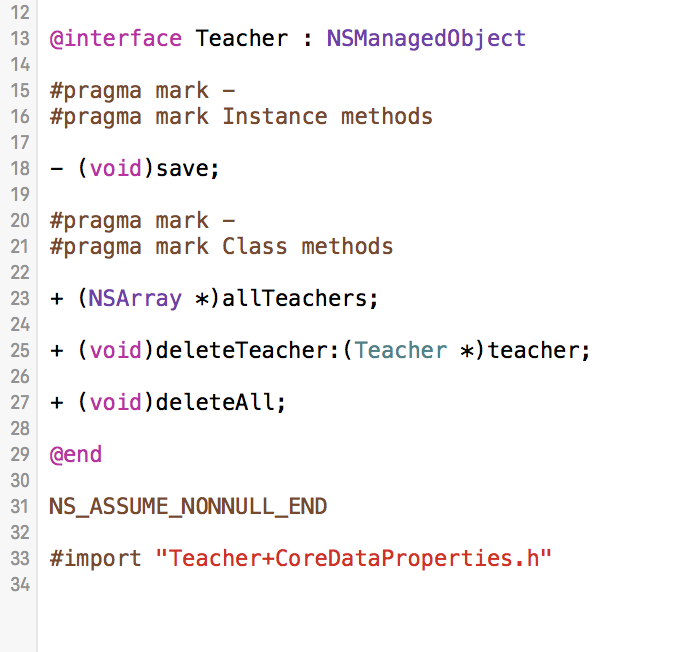 12
13 @interface Teacher : NSManagedObject
14
15 #pragma mark -
16 #pragma mark Instance methods
17
18 - (void)save;
19
20 #pragma mark -
21 #pragma mark Class methods
22
23 + (NSArray *)allTeachers;
24
25 + (void)deleteTeacher:(Teacher *)teacher;
26
27 + (void)deleteAll;
28
29 @end
30
31 NS_ASSUME_NONNULL_END
32
33 #import "Teacher+CoreDataProperties.h"
34